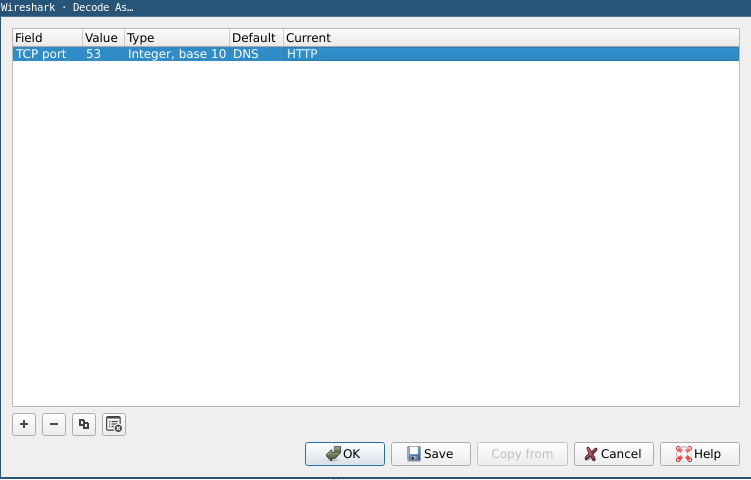 Wireshark · Decode As…
Field Value Type Default Current
TCP port 53 Integer, base 10 DNS HTTP
OK Save Copy from Cancel Help